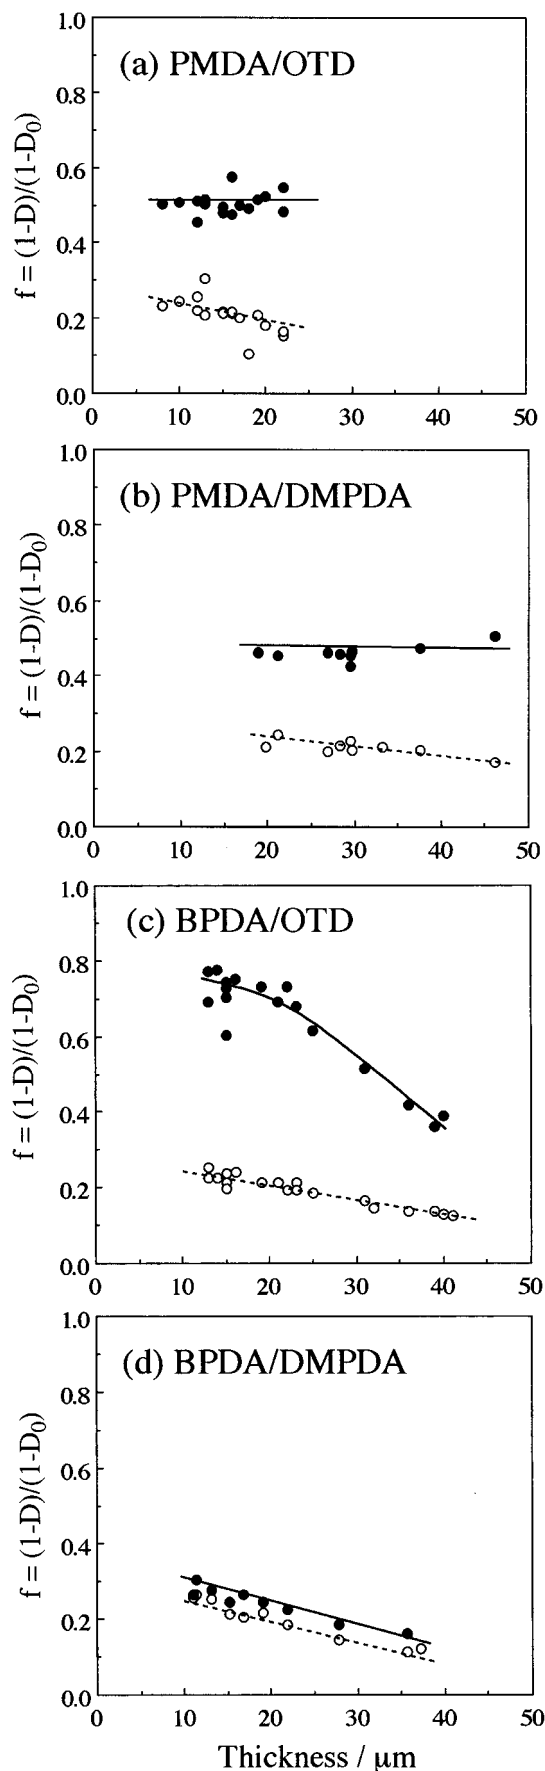 (a) PMDA/OTD
f = (1-D)/(1-D0)
1.0
0.8
0.6
0.4
0.2
0.0
0 10 20 30 40 50
(b) PMDA/DMPDA
f = (1-D)/(1-D0)
1.0
0.8
0.6
0.4
0.2
0.0
0 10 20 30 40 50
(c) BPDA/OTD
f = (1-D)/(1-D0)
1.0
0.8
0.6
0.4
0.2
0.0
0 10 20 30 40 50
(d) BPDA/DMPDA
f = (1-D)/(1-D0)
1.0
0.8
0.6
0.4
0.2
0.0
0 10 20 30 40 50
Thickness / μm